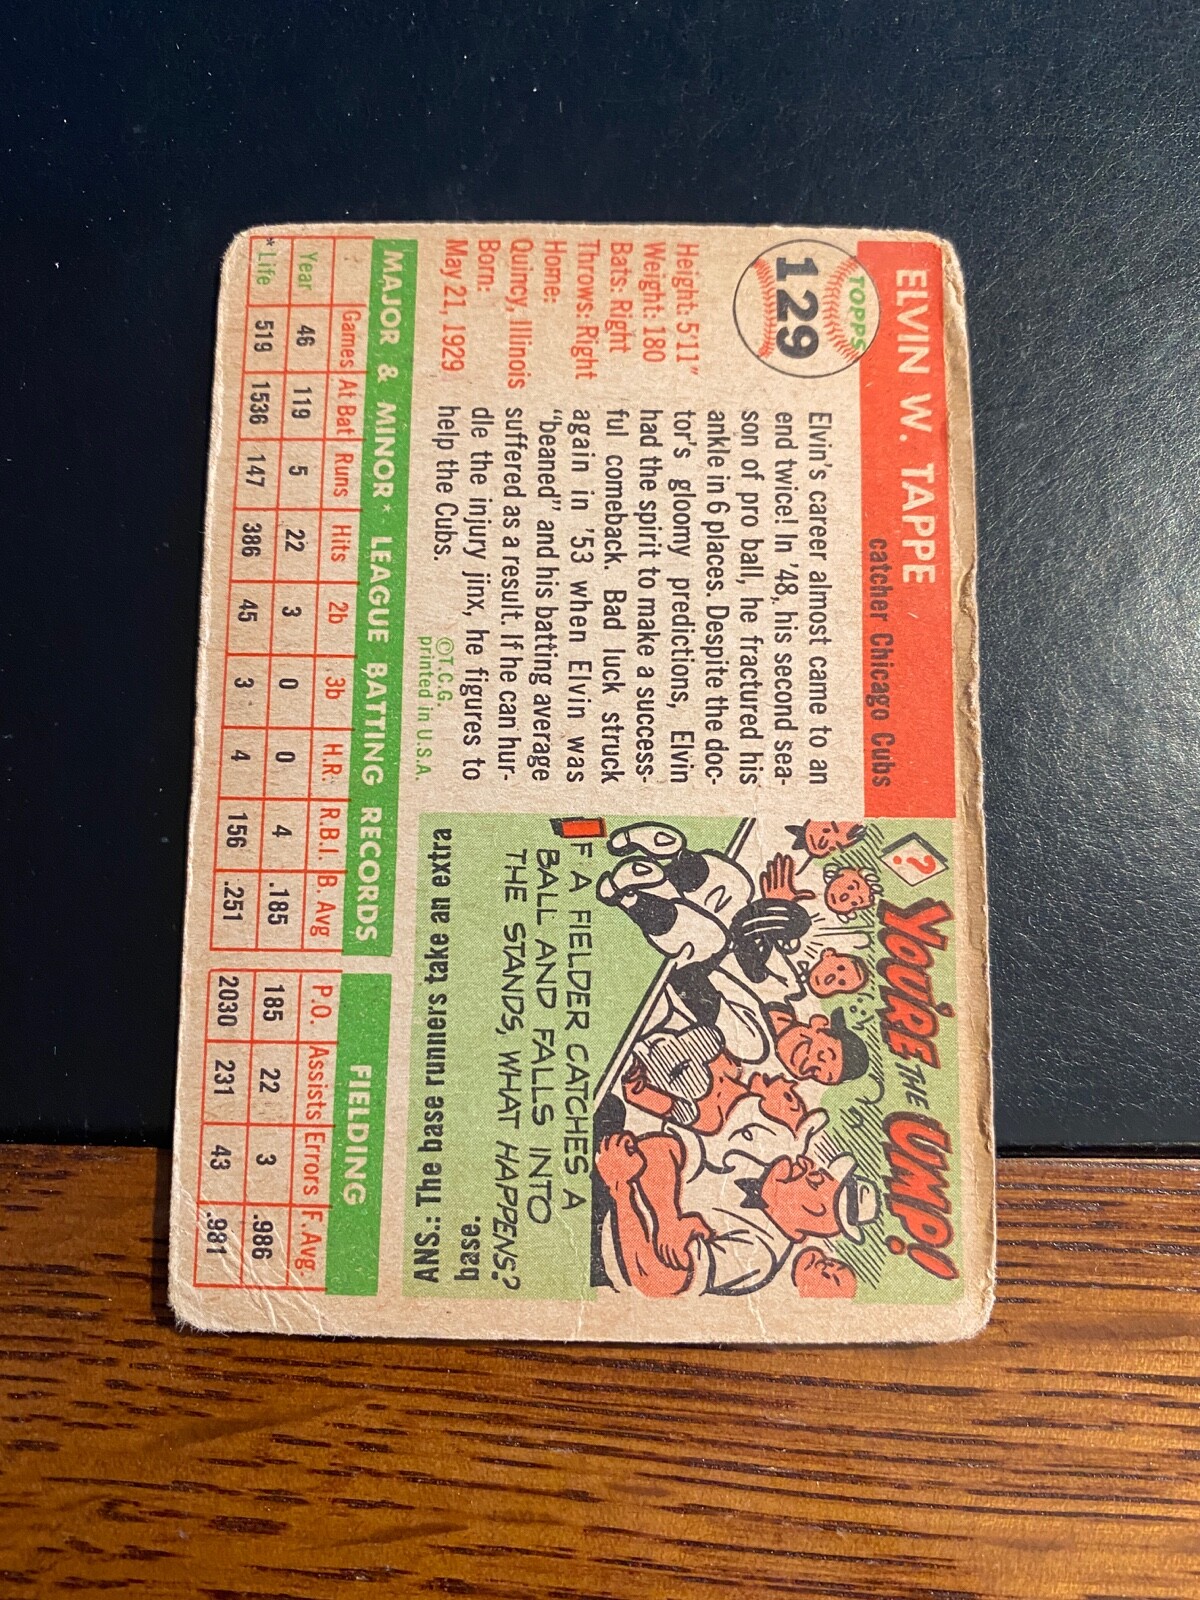 TOPPS
129
ELVIN W. TAPPE
catcher Chicago Cubs
Height: 5'11"
Weight: 180
Bats: Right
Throws: Right
Home:
Quincy, Illinois
Born:
May 21, 1929
Elvin's career almost came to an
end twice! In '48, his second sea-
son of pro ball, he fractured his
ankle in 6 places. Despite the doc-
tor's gloomy predictions, Elvin
had the spirit to make a success-
ful comeback. Bad luck struck
again in '53 when Elvin was
"beaned" and his batting average
suffered as a result. If he can hur-
dle the injury jinx, he figures to
help the Cubs.
©T.C.G.
printed in U.S.A.
? YOU'RE THE UMP!
IF A FIELDER CATCHES A
BALL AND FALLS INTO
THE STANDS, WHAT HAPPENS?
ANS.: The base runners take an extra
base.
MAJOR & MINOR* LEAGUE BATTING RECORDS
FIELDING
Games At Bat Runs Hits 2b 3b H.R. R.B.I. B. Avg P.O. Assists Errors F. Avg.
Year 46 119 5 22 3 0 0 4 .185 185 22 3 .986
*Life 519 1536 147 386 45 3 4 156 .251 2030 231 43 .981